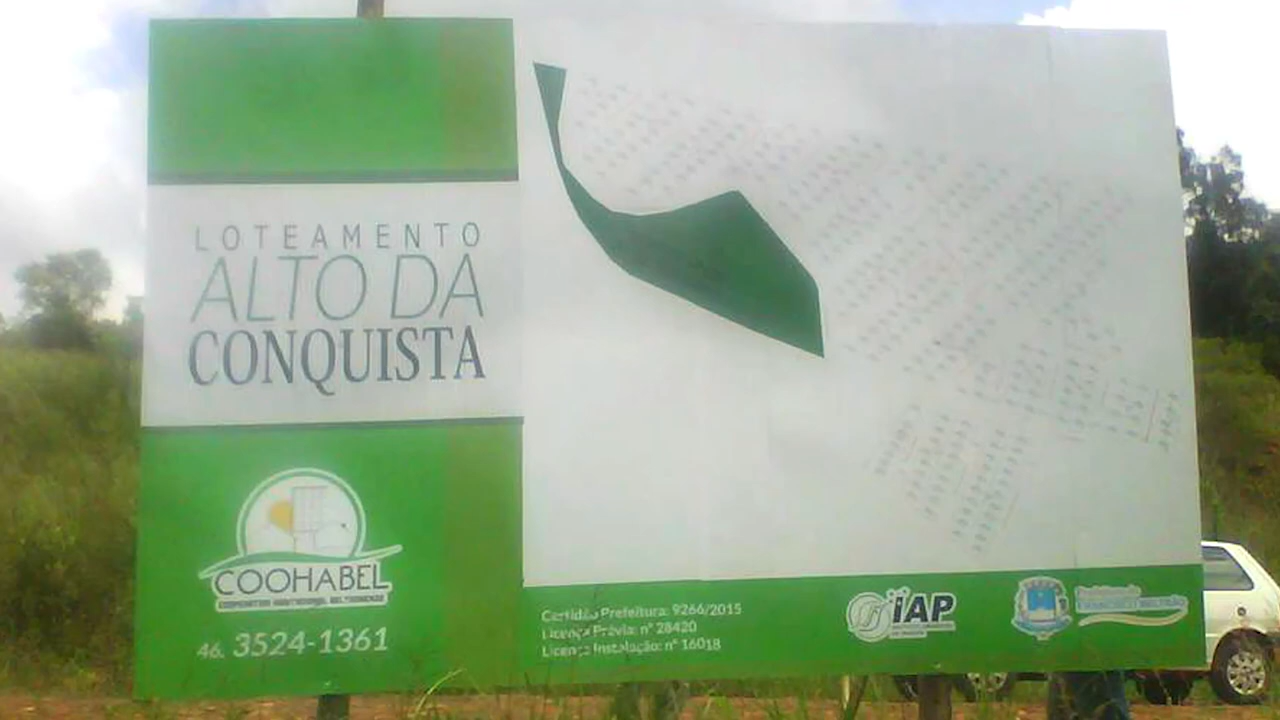 LOTEAMENTO
ALTO DA
CONQUISTA
COOHABEL
46. 3524-1361
Certidão Prefeitura: 9266/2015
Licença Prévia: nº 28420
Licença Instalação: nº 16018
IAP